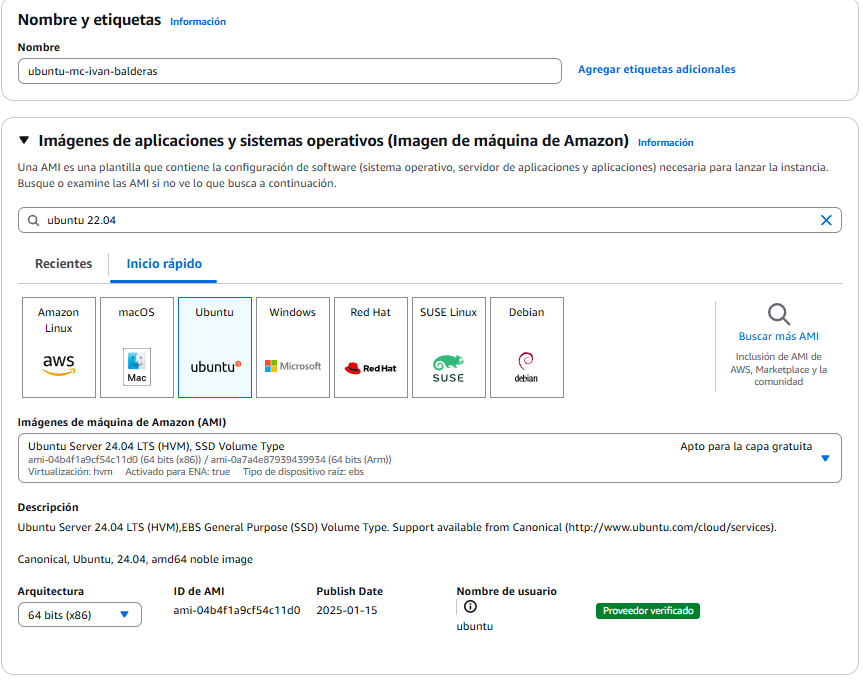 Nombre y etiquetas Información
Nombre
ubuntu-mc-ivan-balderas
Agregar etiquetas adicionales
Imágenes de aplicaciones y sistemas operativos (Imagen de máquina de Amazon) Información
Una AMI es una plantilla que contiene la configuración de software (sistema operativo, servidor de aplicaciones y aplicaciones) necesaria para lanzar la instancia.
Busque o examine las AMI si no ve lo que busca a continuación.
ubuntu 22.04
Recientes
Inicio rápido
Amazon
Linux
aws
macOS
Mac
Ubuntu
ubuntu
Windows
Microsoft
Red Hat
Red Hat
SUSE Linux
SUSE
Debian
debian
Buscar más AMI
Inclusión de AMI de
AWS, Marketplace y la
comunidad
Imágenes de máquina de Amazon (AMI)
Ubuntu Server 24.04 LTS (HVM), SSD Volume Type
Apto para la capa gratuita
ami-04b4f1a9cf54c11d0 (64 bits (x86)) / ami-0a7a4e87939439934 (64 bits (Arm))
Virtualización: hvm Activado para ENA: true Tipo de dispositivo raíz: ebs
Descripción
Ubuntu Server 24.04 LTS (HVM),EBS General Purpose (SSD) Volume Type. Support available from Canonical (http://www.ubuntu.com/cloud/services).
Canonical, Ubuntu, 24.04, amd64 noble image
Arquitectura
64 bits (x86)
ID de AMI
ami-04b4f1a9cf54c11d0
Publish Date
2025-01-15
Nombre de usuario
ubuntu
Proveedor verificado